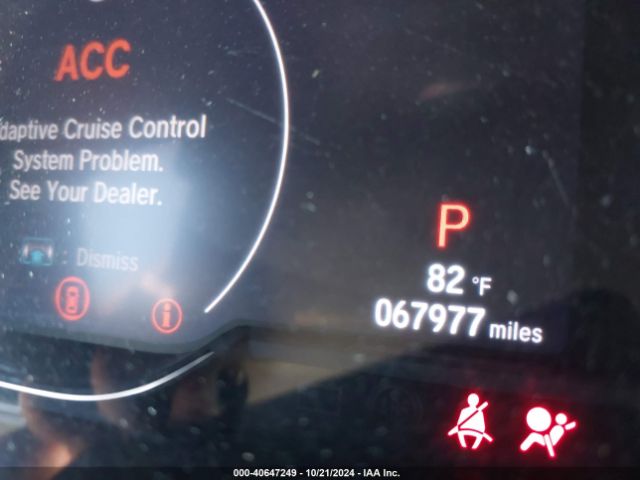 ACC
daptive Cruise Control
System Problem.
See Your Dealer.
: Dismiss
P
82 °F
067977 miles
000-40647249 - 10/21/2024 - IAA Inc.